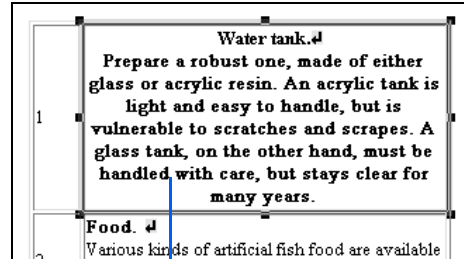 Water tank.↵
Prepare a robust one, made of either
glass or acrylic resin. An acrylic tank is
light and easy to handle, but is
1
vulnerable to scratches and scrapes. A
glass tank, on the other hand, must be
handled with care, but stays clear for
many years.
Food. ↵
Various kinds of artificial fish food are available